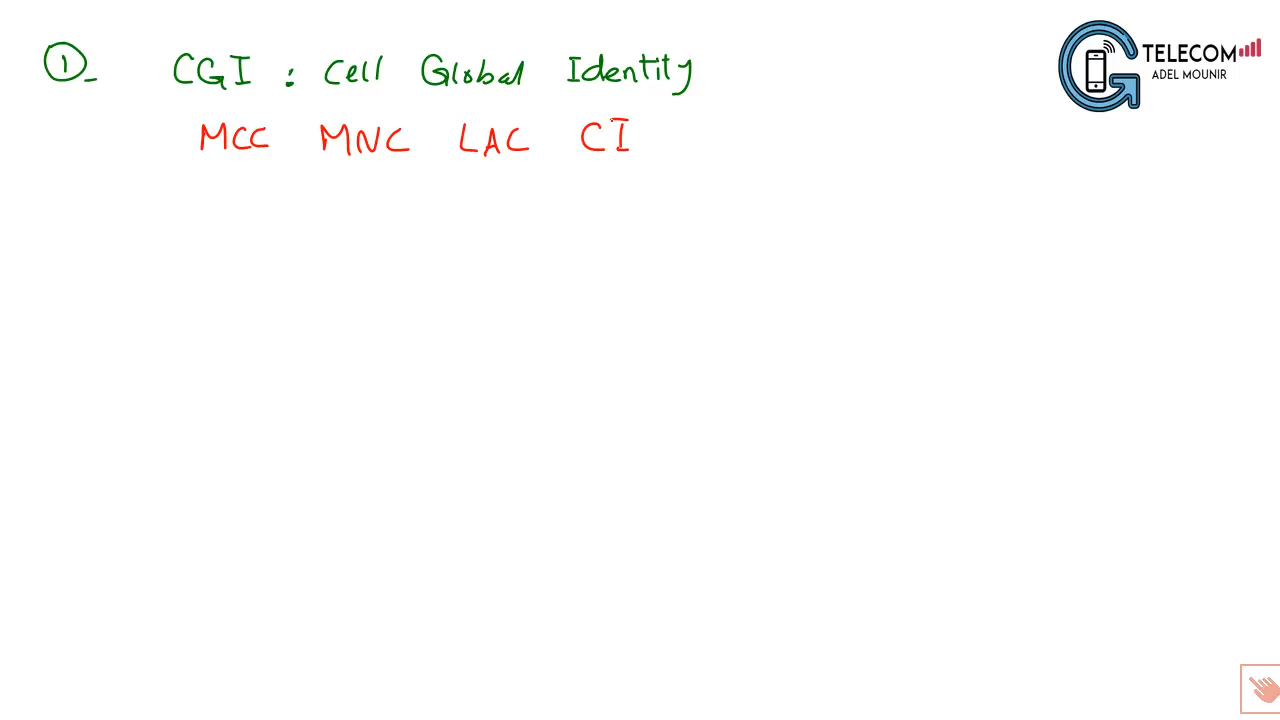 ① - CGI : Cell Global Identity
MCC MNC LAC CI
TELECOM
ADEL MOUNIR